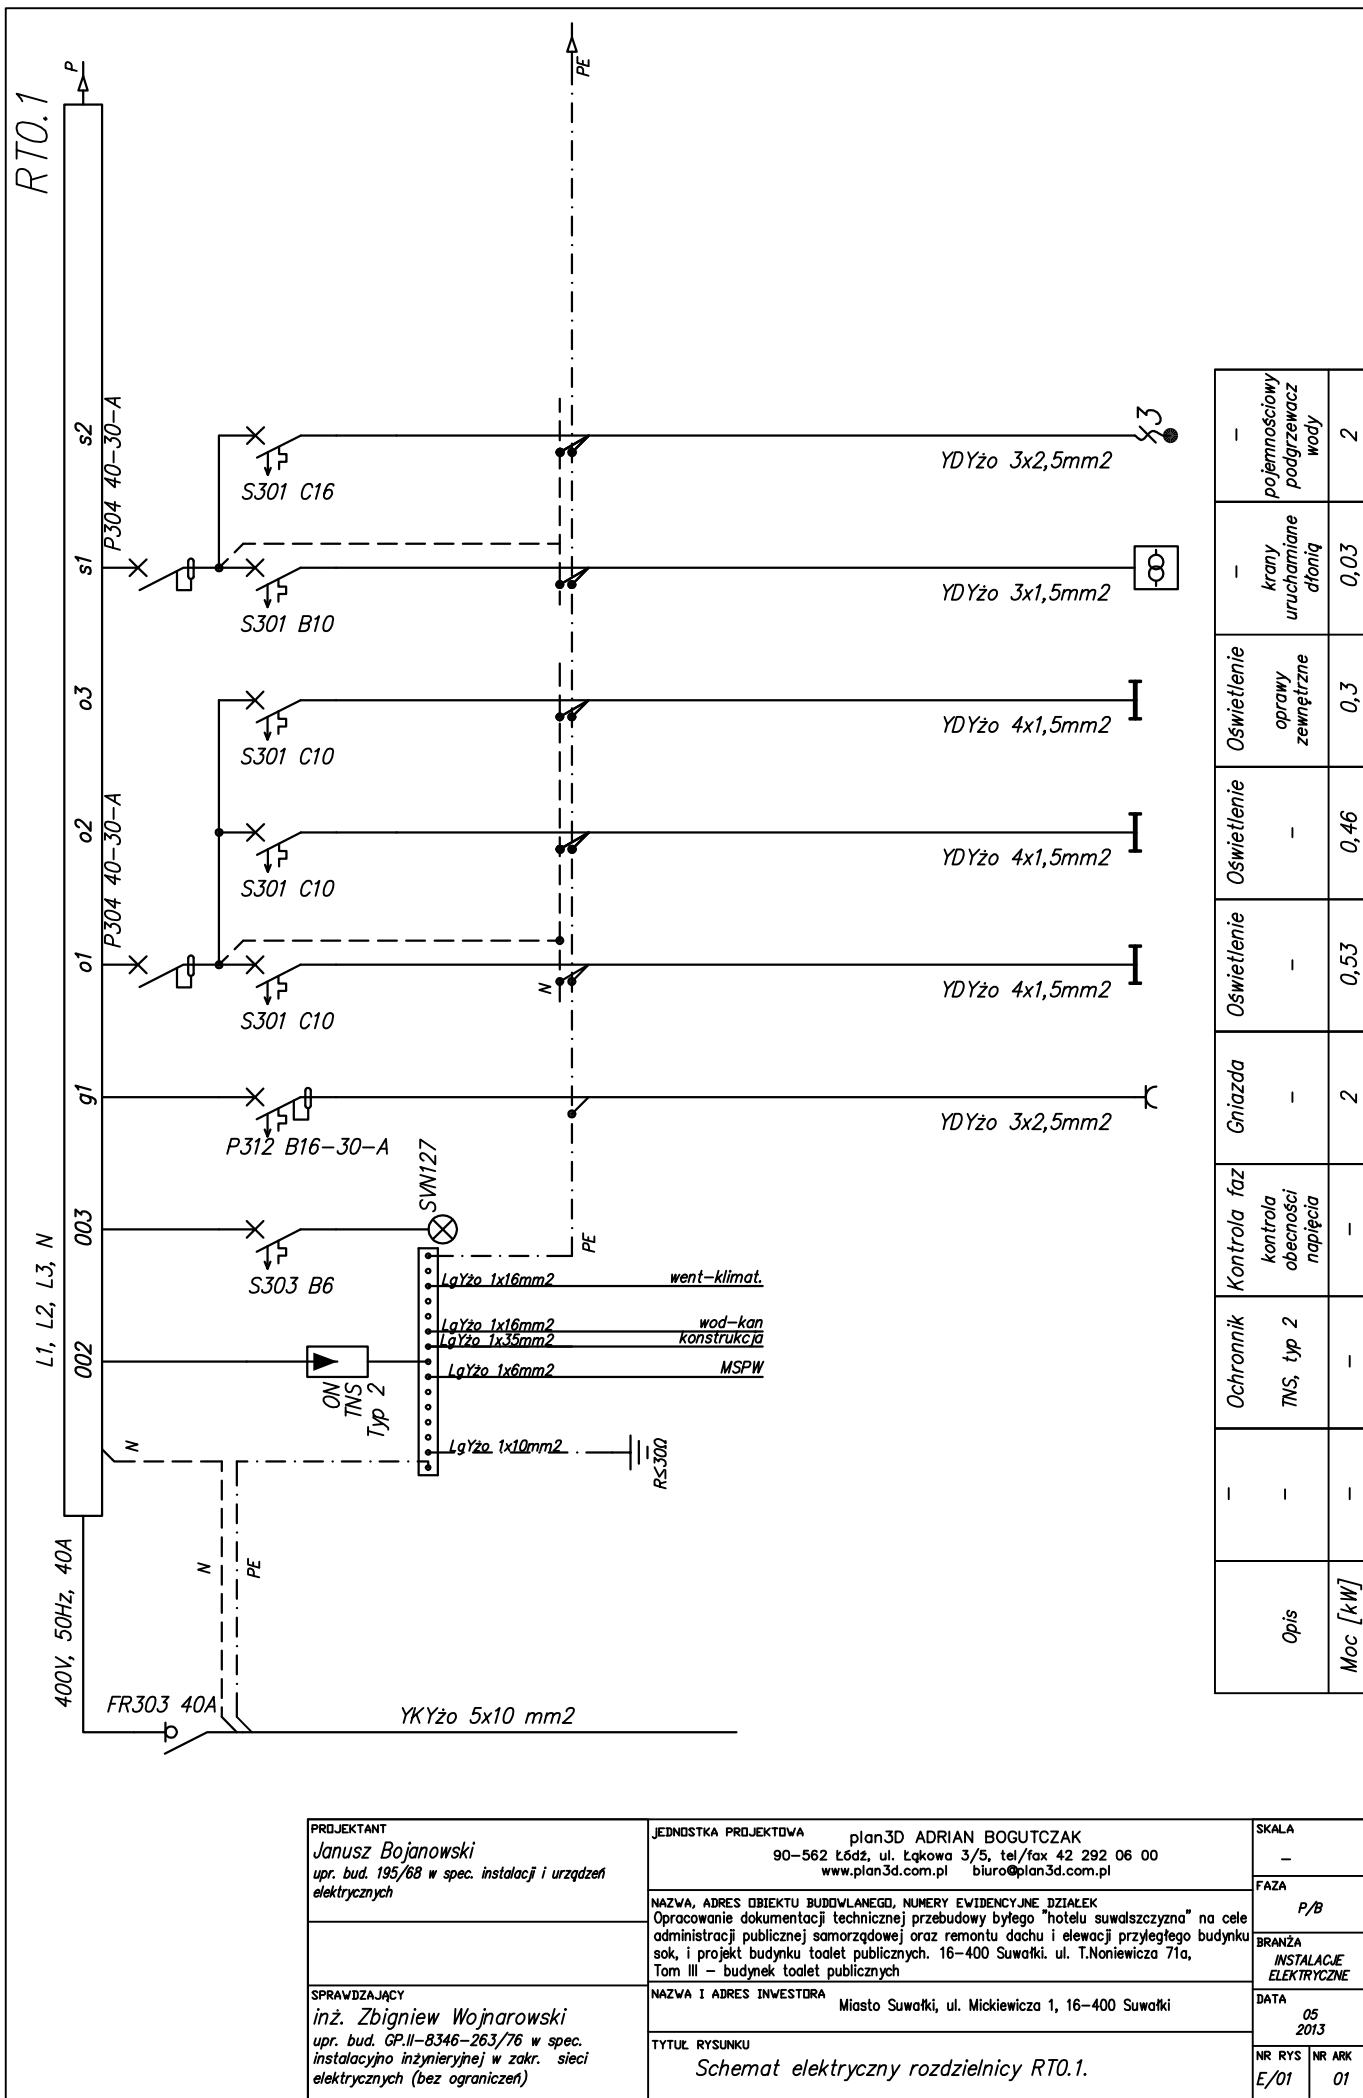 RT0.1
P
PE
s2
P304 40-30-A
S301 C16
YDYżo 3x2,5mm2
3
s1
S301 B10
YDYżo 3x1,5mm2
o3
S301 C10
YDYżo 4x1,5mm2
o2
P304 40-30-A
S301 C10
YDYżo 4x1,5mm2
o1
S301 C10
N
YDYżo 4x1,5mm2
g1
P312 B16-30-A
YDYżo 3x2,5mm2
L1, L2, L3, N
003
S303 B6
SVN127
PE
LgYżo 1x16mm2
went-klimat.
LgYżo 1x16mm2
wod-kan
LgYżo 1x35mm2
konstrukcja
LgYżo 1x6mm2
MSPW
LgYżo 1x10mm2
R≤30Ω
002
ON
TNS
Typ 2
N
N
PE
400V, 50Hz, 40A
FR303 40A
YKYżo 5x10 mm2
Opis
Moc [kW]
-
-
-
Ochronnik
TNS, typ 2
-
Kontrola faz
kontrola
obecności
napięcia
-
Gniazda
-
2
Oświetlenie
-
0,53
Oświetlenie
-
0,46
Oświetlenie
oprawy
zewnętrzne
0,3
-
krany
uruchamiane
dłonią
0,03
-
pojemnościowy
podgrzewacz
wody
2
PROJEKTANT
Janusz Bojanowski
upr. bud. 195/68 w spec. instalacji i urządzeń
elektrycznych
SPRAWDZAJĄCY
inż. Zbigniew Wojnarowski
upr. bud. GP.II-8346-263/76 w spec.
instalacyjno inżynieryjnej w zakr. sieci
elektrycznych (bez ograniczeń)
JEDNOSTKA PROJEKTOWA
plan3D ADRIAN BOGUTCZAK
90-562 Łódź, ul. Łąkowa 3/5, tel/fax 42 292 06 00
www.plan3d.com.pl biuro@plan3d.com.pl
NAZWA, ADRES OBIEKTU BUDOWLANEGO, NUMERY EWIDENCYJNE DZIAŁEK
Opracowanie dokumentacji technicznej przebudowy byłego "hotelu suwalszczyzna" na cele
administracji publicznej samorządowej oraz remontu dachu i elewacji przyległego budynku
sok, i projekt budynku toalet publicznych. 16-400 Suwałki. ul. T.Noniewicza 71a,
Tom III - budynek toalet publicznych
NAZWA I ADRES INWESTORA
Miasto Suwałki, ul. Mickiewicza 1, 16-400 Suwałki
TYTUŁ RYSUNKU
Schemat elektryczny rozdzielnicy RT0.1.
SKALA
-
FAZA
P/B
BRANŻA
INSTALACJE
ELEKTRYCZNE
DATA
05
2013
NR RYS
E/01
NR ARK
01